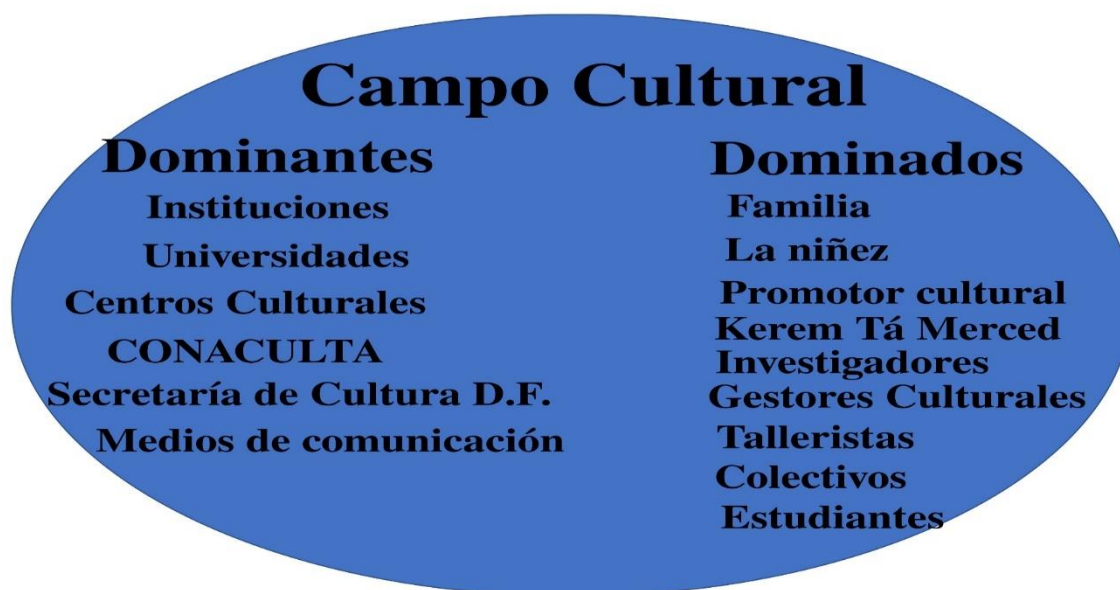 Campo Cultural
Dominantes
Instituciones
Universidades
Centros Culturales
CONACULTA
Secretaría de Cultura D.F.
Medios de comunicación
Dominados
Familia
La niñez
Promotor cultural
Kerem Tá Merced
Investigadores
Gestores Culturales
Talleristas
Colectivos
Estudiantes